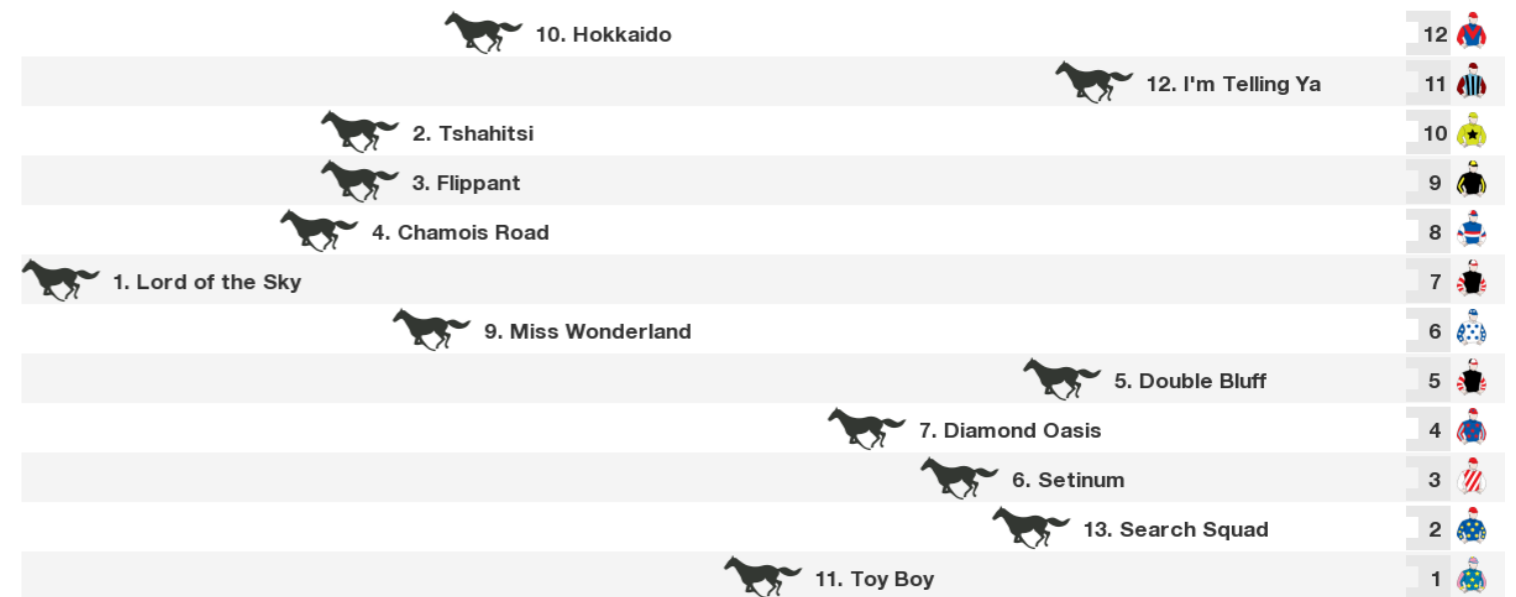 10. Hokkaido 12
12. I'm Telling Ya 11
2. Tshahitsi 10
3. Flippant 9
4. Chamois Road 8
1. Lord of the Sky 7
9. Miss Wonderland 6
5. Double Bluff 5
7. Diamond Oasis 4
6. Setinum 3
13. Search Squad 2
11. Toy Boy 1